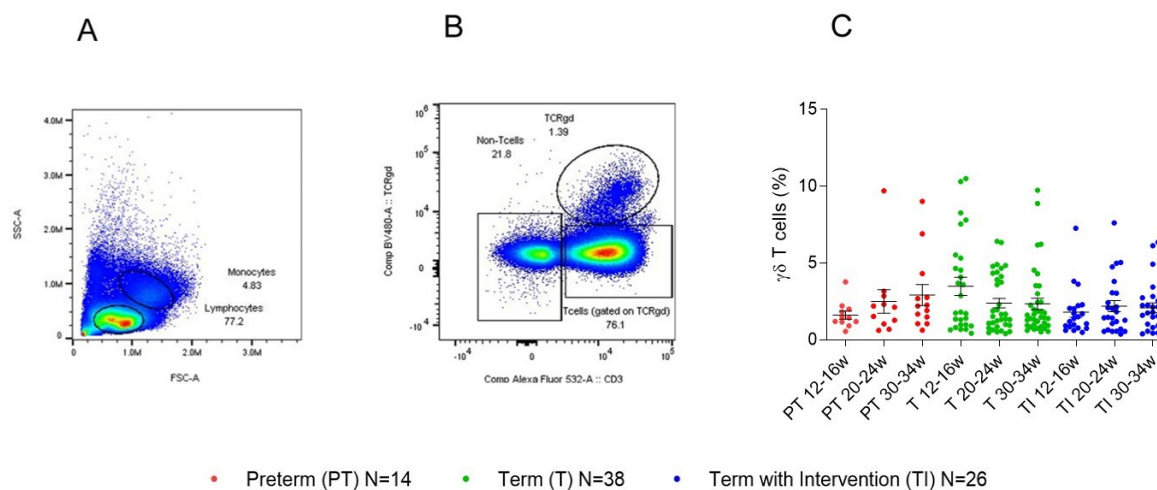 A
B
C
4.0M
3.0M
2.0M
1.0M
0
SSC-A
Monocytes
4.83
Lymphocytes
77.2
0
1.0M
2.0M
3.0M
FSC-A
10^6
10^5
10^4
0
-10^4
Comp BV480-A :: TCRgd
TCRgd
1.39
Non-Tcells
21.8
Tcells (gated on TCRgd)
76.1
-10^4
0
10^4
10^5
Comp Alexa Fluor 532-A :: CD3
15
10
5
0
γδ T cells (%)
PT 12-16w
PT 20-24w
PT 30-34w
T 12-16w
T 20-24w
T 30-34w
TI 12-16w
TI 20-24w
TI 30-34w
Preterm (PT) N=14
Term (T) N=38
Term with Intervention (TI) N=26